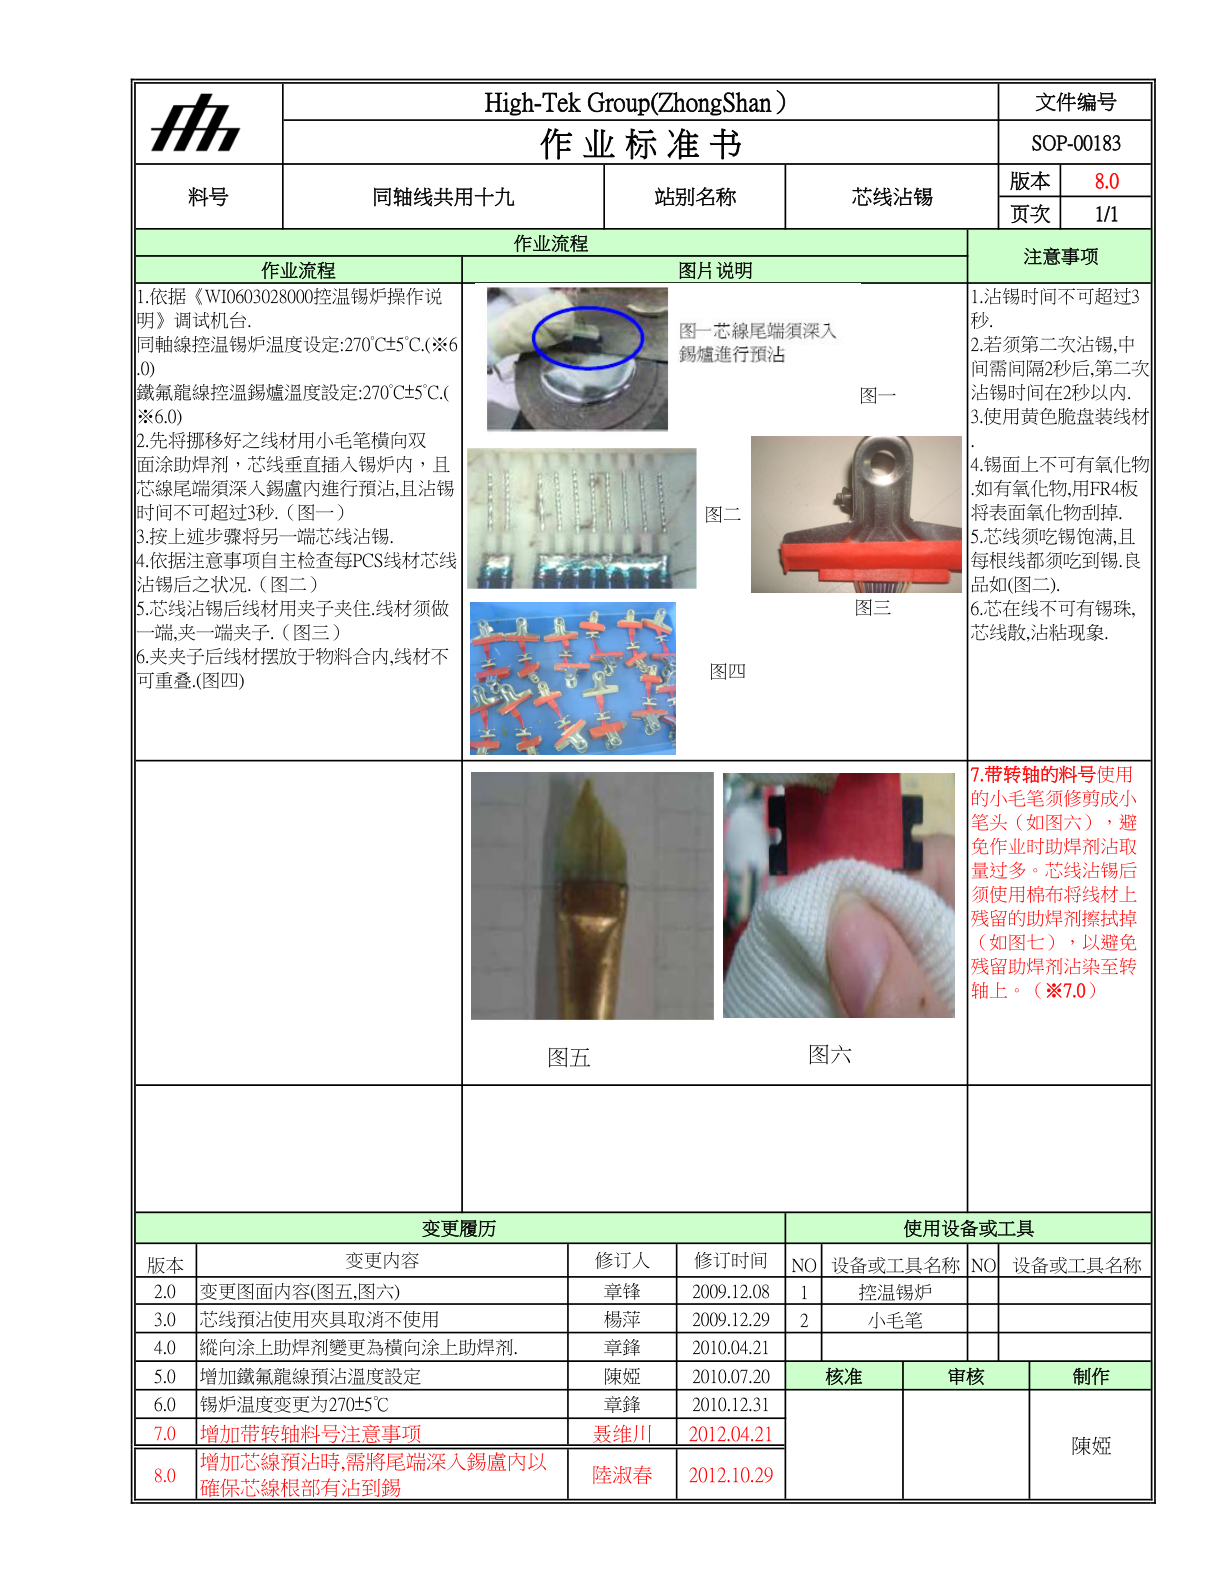 High-Tek Group(ZhongShan）
文件编号
作 业 标 准 书
SOP-00183
料号
同轴线共用十九
站别名称
芯线沾锡
版本
8.0
页次
1/1
作业流程
注意事项
作业流程
图片说明
1.依据《WI0603028000控温锡炉操作说
明》调试机台.
同軸線控温锡炉温度设定:270℃±5℃.(※6
.0)
鐵氟龍線控溫錫爐溫度設定:270℃±5℃.(
※6.0)
2.先将挪移好之线材用小毛笔橫向双
面涂助焊剂，芯线垂直插入锡炉内，且
芯線尾端須深入錫盧內進行預沾,且沾锡
时间不可超过3秒.（图一）
3.按上述步骤将另一端芯线沾锡.
4.依据注意事项自主检查每PCS线材芯线
沾锡后之状况.（图二）
5.芯线沾锡后线材用夹子夹住.线材须做
一端,夹一端夹子.（图三）
6.夹夹子后线材摆放于物料合内,线材不
可重叠.(图四)
图一芯線尾端須深入
錫爐進行預沾
图一
图二
图三
图四
1.沾锡时间不可超过3
秒.
2.若须第二次沾锡,中
间需间隔2秒后,第二次
沾锡时间在2秒以内.
3.使用黄色脆盘装线材
.
4.锡面上不可有氧化物
.如有氧化物,用FR4板
将表面氧化物刮掉.
5.芯线须吃锡饱满,且
每根线都须吃到锡.良
品如(图二).
6.芯在线不可有锡珠,
芯线散,沾粘现象.
图五
图六
7.带转轴的料号使用
的小毛笔须修剪成小
笔头（如图六），避
免作业时助焊剂沾取
量过多。芯线沾锡后
须使用棉布将线材上
残留的助焊剂擦拭掉
（如图七），以避免
残留助焊剂沾染至转
轴上。（※7.0）
变更履历
使用设备或工具
版本
变更内容
修订人
修订时间
NO
设备或工具名称
NO
设备或工具名称
2.0
变更图面内容(图五,图六)
章锋
2009.12.08
1
控温锡炉
3.0
芯线預沾使用夾具取消不使用
楊萍
2009.12.29
2
小毛笔
4.0
縱向涂上助焊剂變更為橫向涂上助焊剂.
章鋒
2010.04.21
5.0
增加鐵氟龍線預沾溫度設定
陳婭
2010.07.20
核准
审核
制作
6.0
锡炉温度变更为270±5℃
章鋒
2010.12.31
7.0
增加带转轴料号注意事项
聂维川
2012.04.21
陳婭
8.0
增加芯線預沾時,需將尾端深入錫盧內以
確保芯線根部有沾到錫
陸淑春
2012.10.29